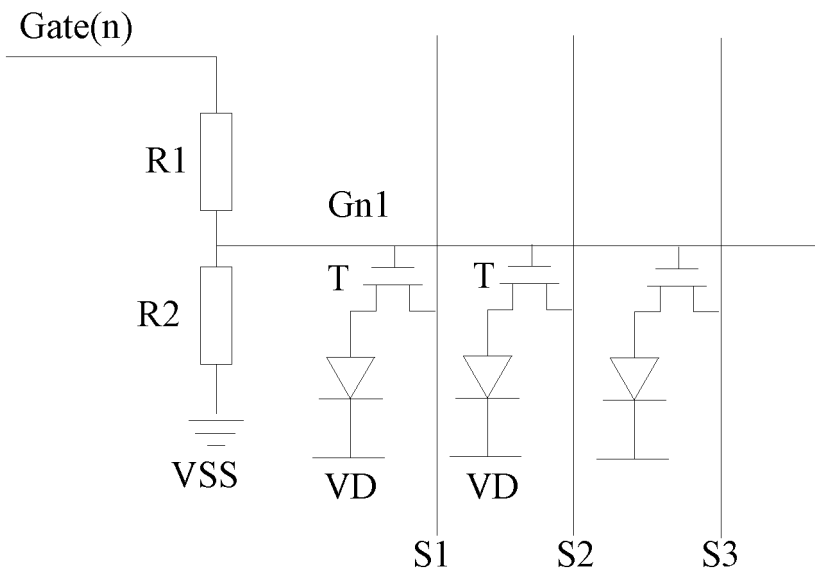 Gate(n)
R1
Gn1
T T
R2
VSS VD VD
S1 S2 S3